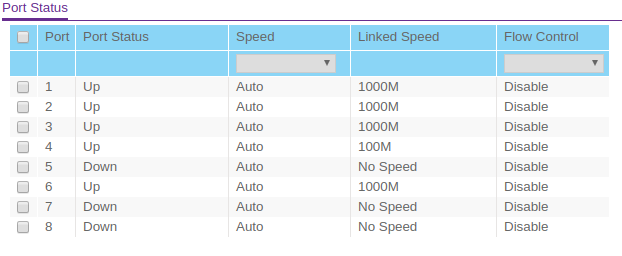 Port Status
Port Port Status Speed Linked Speed Flow Control
1 Up Auto 1000M Disable
2 Up Auto 1000M Disable
3 Up Auto 1000M Disable
4 Up Auto 100M Disable
5 Down Auto No Speed Disable
6 Up Auto 1000M Disable
7 Down Auto No Speed Disable
8 Down Auto No Speed Disable